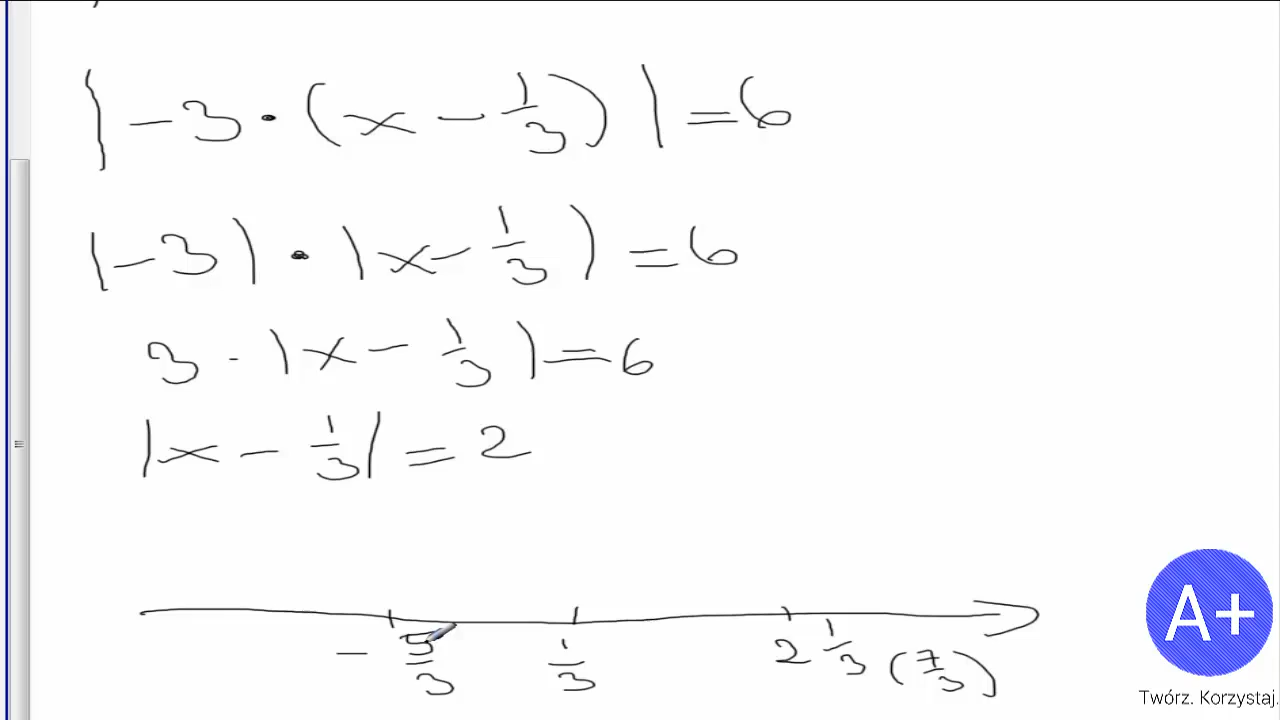 |-3·(x-1/3)|=6
|-3|·|x-1/3|=6
3·|x-1/3|=6
|x-1/3|=2
-5/3 1/3 2 1/3 (7/3)
A+
Twórz. Korzystaj.